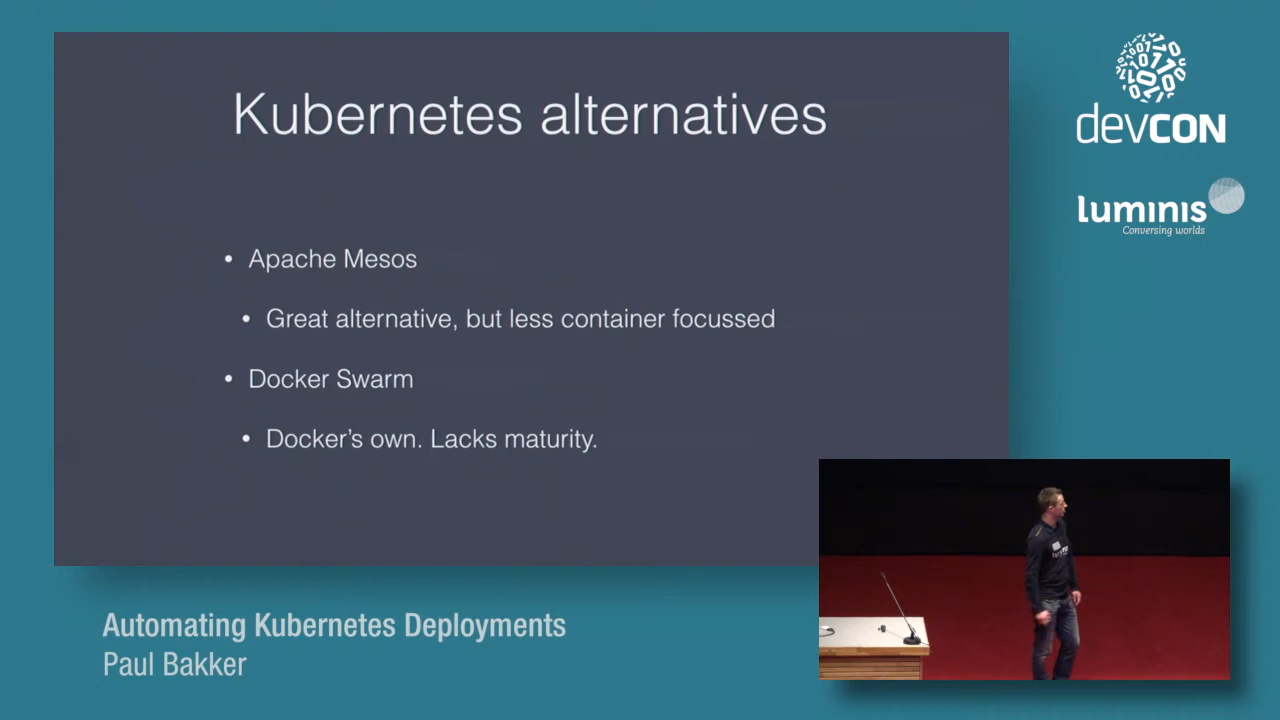 Kubernetes alternatives
• Apache Mesos
• Great alternative, but less container focussed
• Docker Swarm
• Docker's own. Lacks maturity.
devCON
luminis
Conversing worlds
Automating Kubernetes Deployments
Paul Bakker